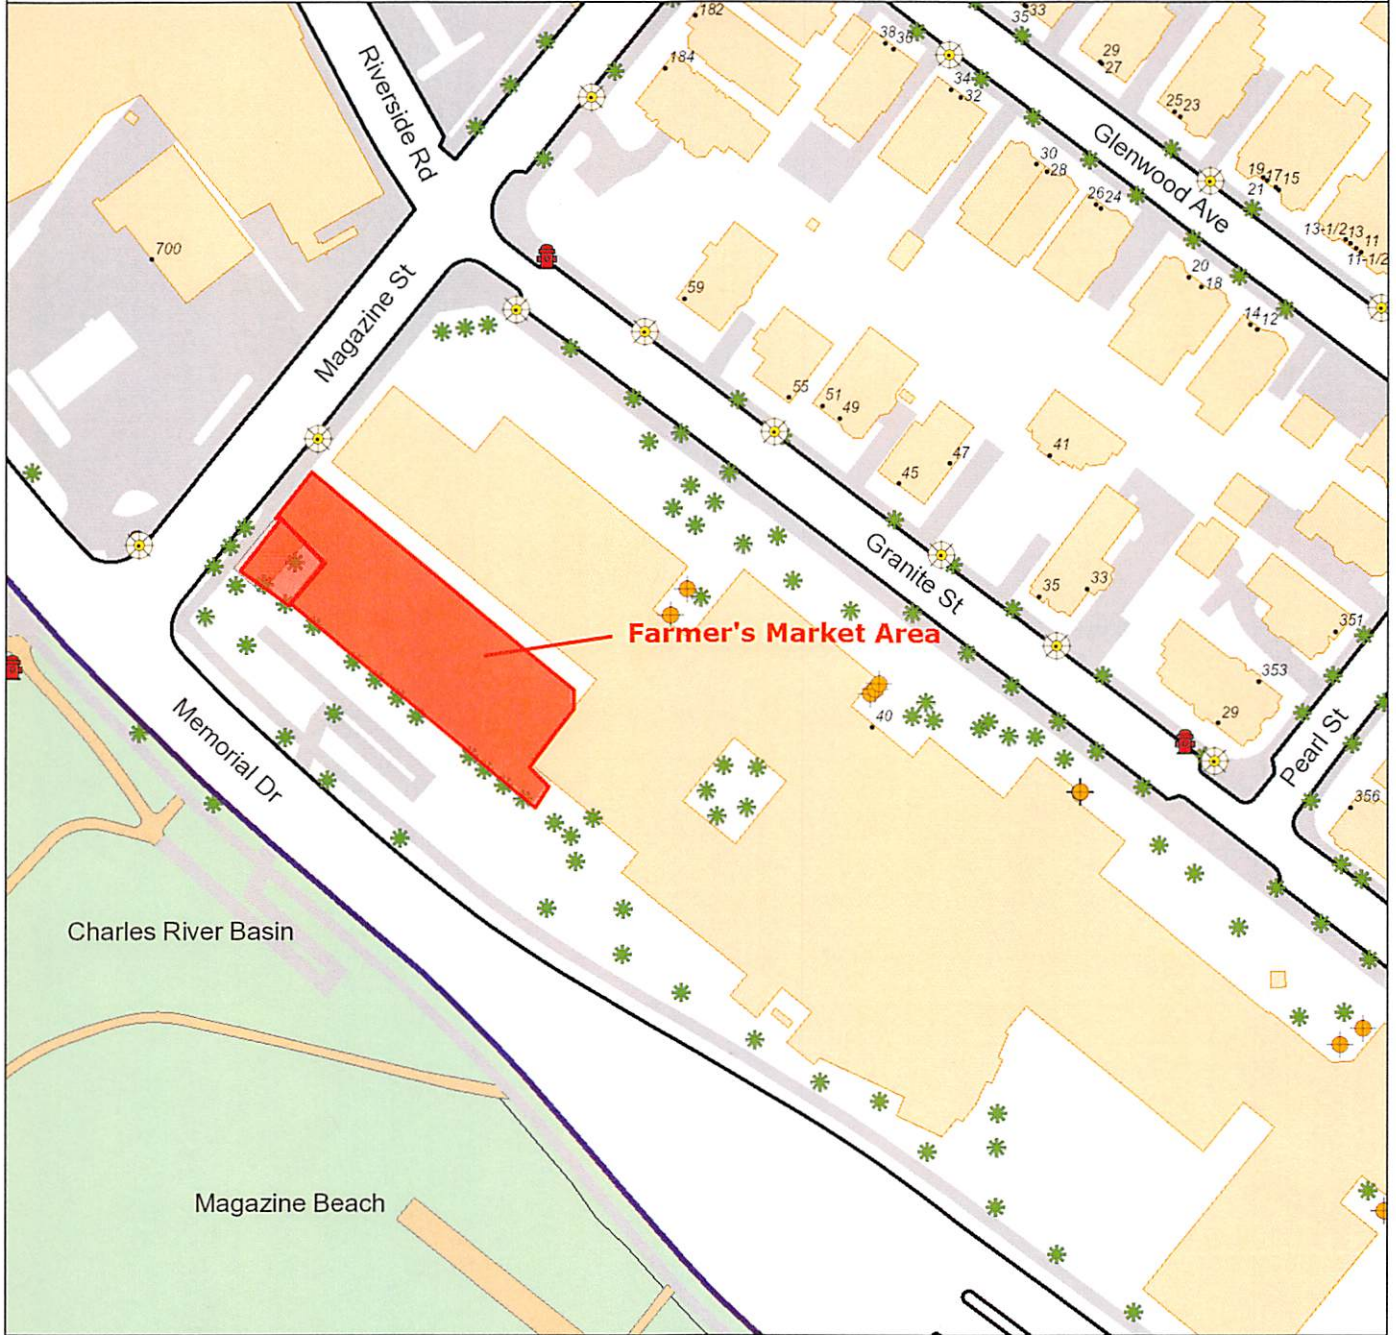 182
184
38 36
34
32
35 33
29
27
25 23
Riverside Rd
Glenwood Ave
30
28
26 24
19 17 15
21
13-1/2 13 11
11-1/2
700
20
18
14 12
59
Magazine St
55
51
49
47
45
41
Granite St
35
33
351
353
Farmer's Market Area
29
40
Pearl St
356
Memorial Dr
Charles River Basin
Magazine Beach